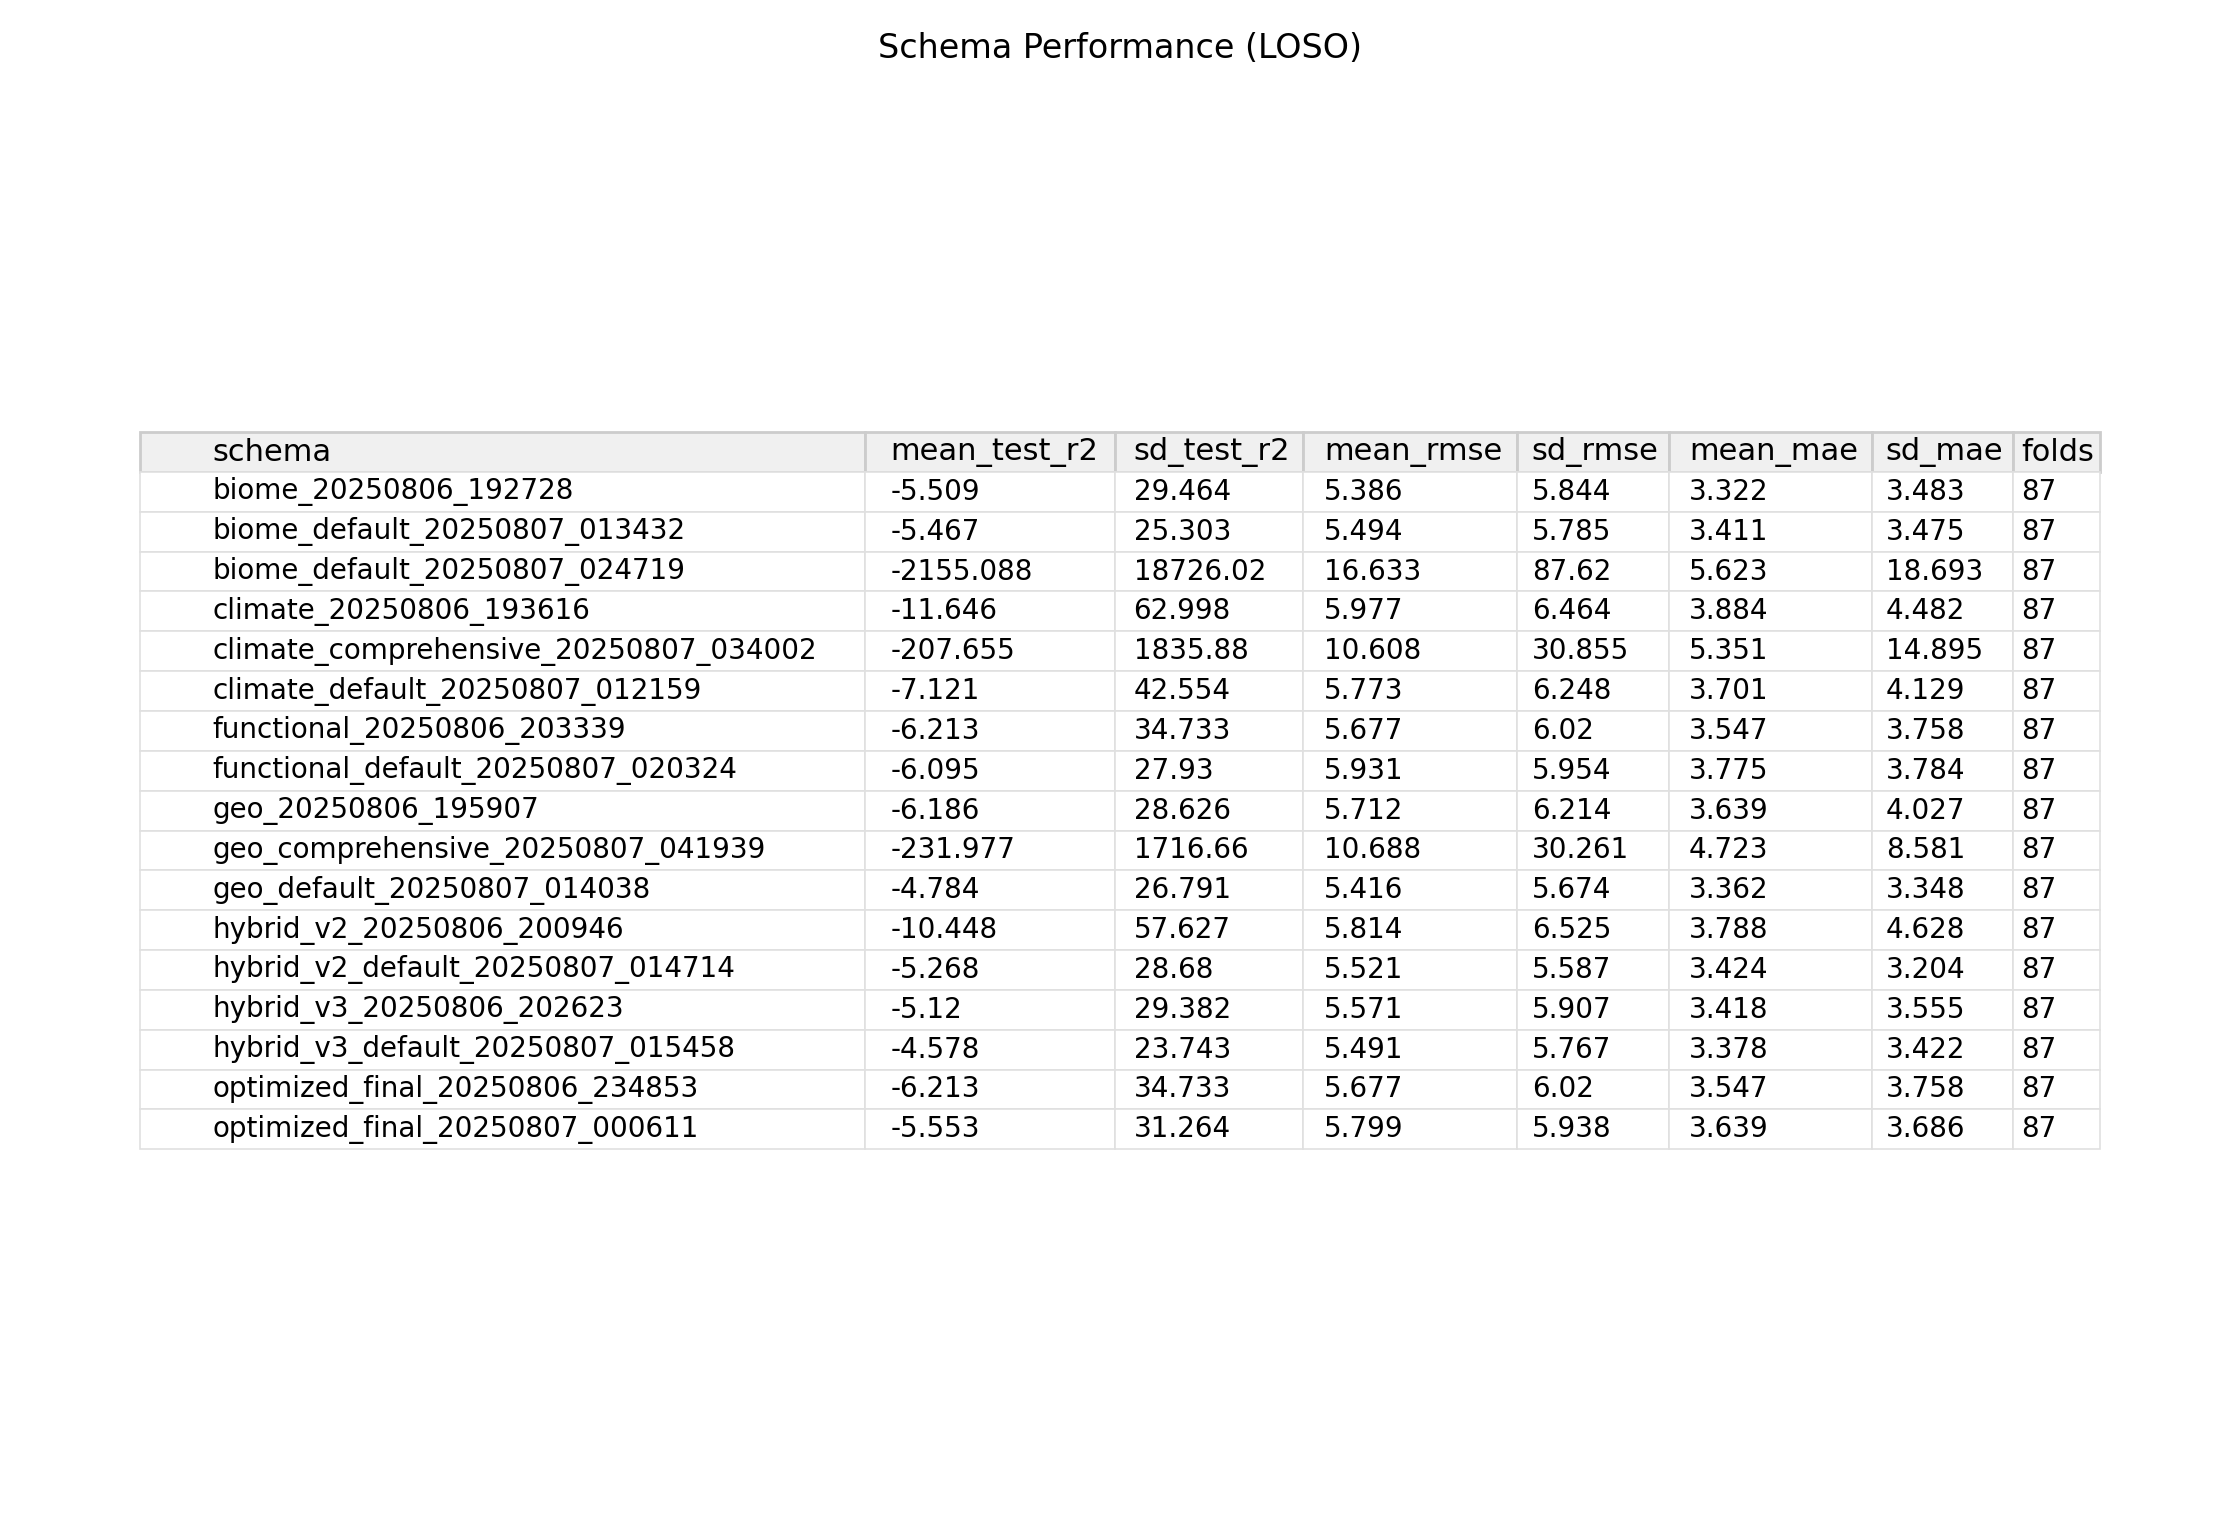 Schema Performance (LOSO)
schema mean_test_r2 sd_test_r2 mean_rmse sd_rmse mean_mae sd_mae folds
biome_20250806_192728 -5.509 29.464 5.386 5.844 3.322 3.483 87
biome_default_20250807_013432 -5.467 25.303 5.494 5.785 3.411 3.475 87
biome_default_20250807_024719 -2155.088 18726.02 16.633 87.62 5.623 18.693 87
climate_20250806_193616 -11.646 62.998 5.977 6.464 3.884 4.482 87
climate_comprehensive_20250807_034002 -207.655 1835.88 10.608 30.855 5.351 14.895 87
climate_default_20250807_012159 -7.121 42.554 5.773 6.248 3.701 4.129 87
functional_20250806_203339 -6.213 34.733 5.677 6.02 3.547 3.758 87
functional_default_20250807_020324 -6.095 27.93 5.931 5.954 3.775 3.784 87
geo_20250806_195907 -6.186 28.626 5.712 6.214 3.639 4.027 87
geo_comprehensive_20250807_041939 -231.977 1716.66 10.688 30.261 4.723 8.581 87
geo_default_20250807_014038 -4.784 26.791 5.416 5.674 3.362 3.348 87
hybrid_v2_20250806_200946 -10.448 57.627 5.814 6.525 3.788 4.628 87
hybrid_v2_default_20250807_014714 -5.268 28.68 5.521 5.587 3.424 3.204 87
hybrid_v3_20250806_202623 -5.12 29.382 5.571 5.907 3.418 3.555 87
hybrid_v3_default_20250807_015458 -4.578 23.743 5.491 5.767 3.378 3.422 87
optimized_final_20250806_234853 -6.213 34.733 5.677 6.02 3.547 3.758 87
optimized_final_20250807_000611 -5.553 31.264 5.799 5.938 3.639 3.686 87